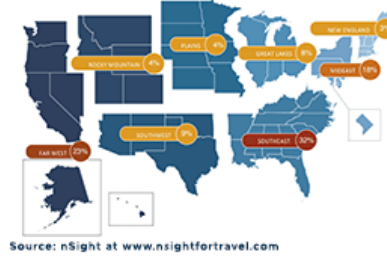 NEW ENGLAND
PLAINS 4%
GREAT LAKES 8%
ROCKY MOUNTAIN 4%
MIDEAST 18%
SOUTHWEST 9%
SOUTHEAST 32%
FAR WEST 23%
Source: nSight at www.nsightfortravel.com